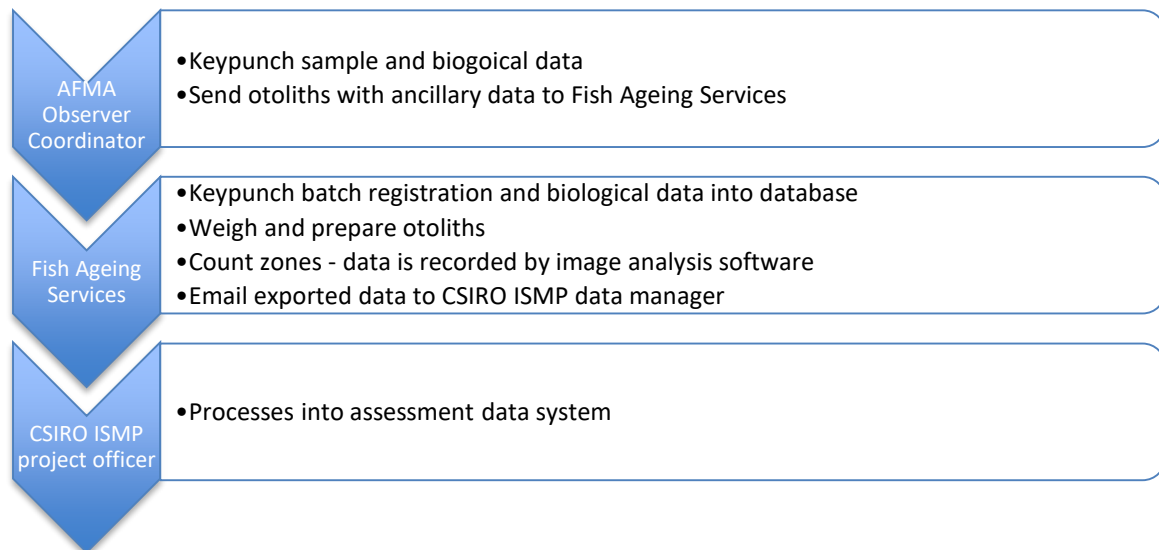 AFMA
Observer
Coordinator
•Keypunch sample and biogoical data
•Send otoliths with ancillary data to Fish Ageing Services
Fish Ageing
Services
•Keypunch batch registration and biological data into database
•Weigh and prepare otoliths
•Count zones - data is recorded by image analysis software
•Email exported data to CSIRO ISMP data manager
CSIRO ISMP
project officer
•Processes into assessment data system